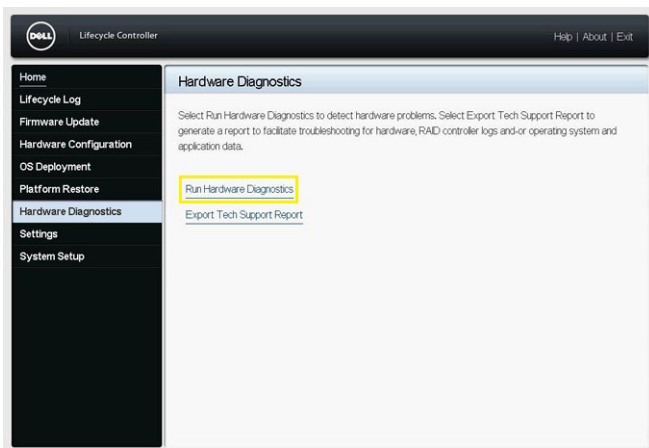 DELL
Lifecycle Controller
Help | About | Exit
Home
Lifecycle Log
Firmware Update
Hardware Configuration
OS Deployment
Platform Restore
Hardware Diagnostics
Settings
System Setup
Hardware Diagnostics
Select Run Hardware Diagnostics to detect hardware problems. Select Export Tech Support Report to
generate a report to facilitate troubleshooting for hardware, RAID controller logs and-or operating system and
application data.
Run Hardware Diagnostics
Export Tech Support Report